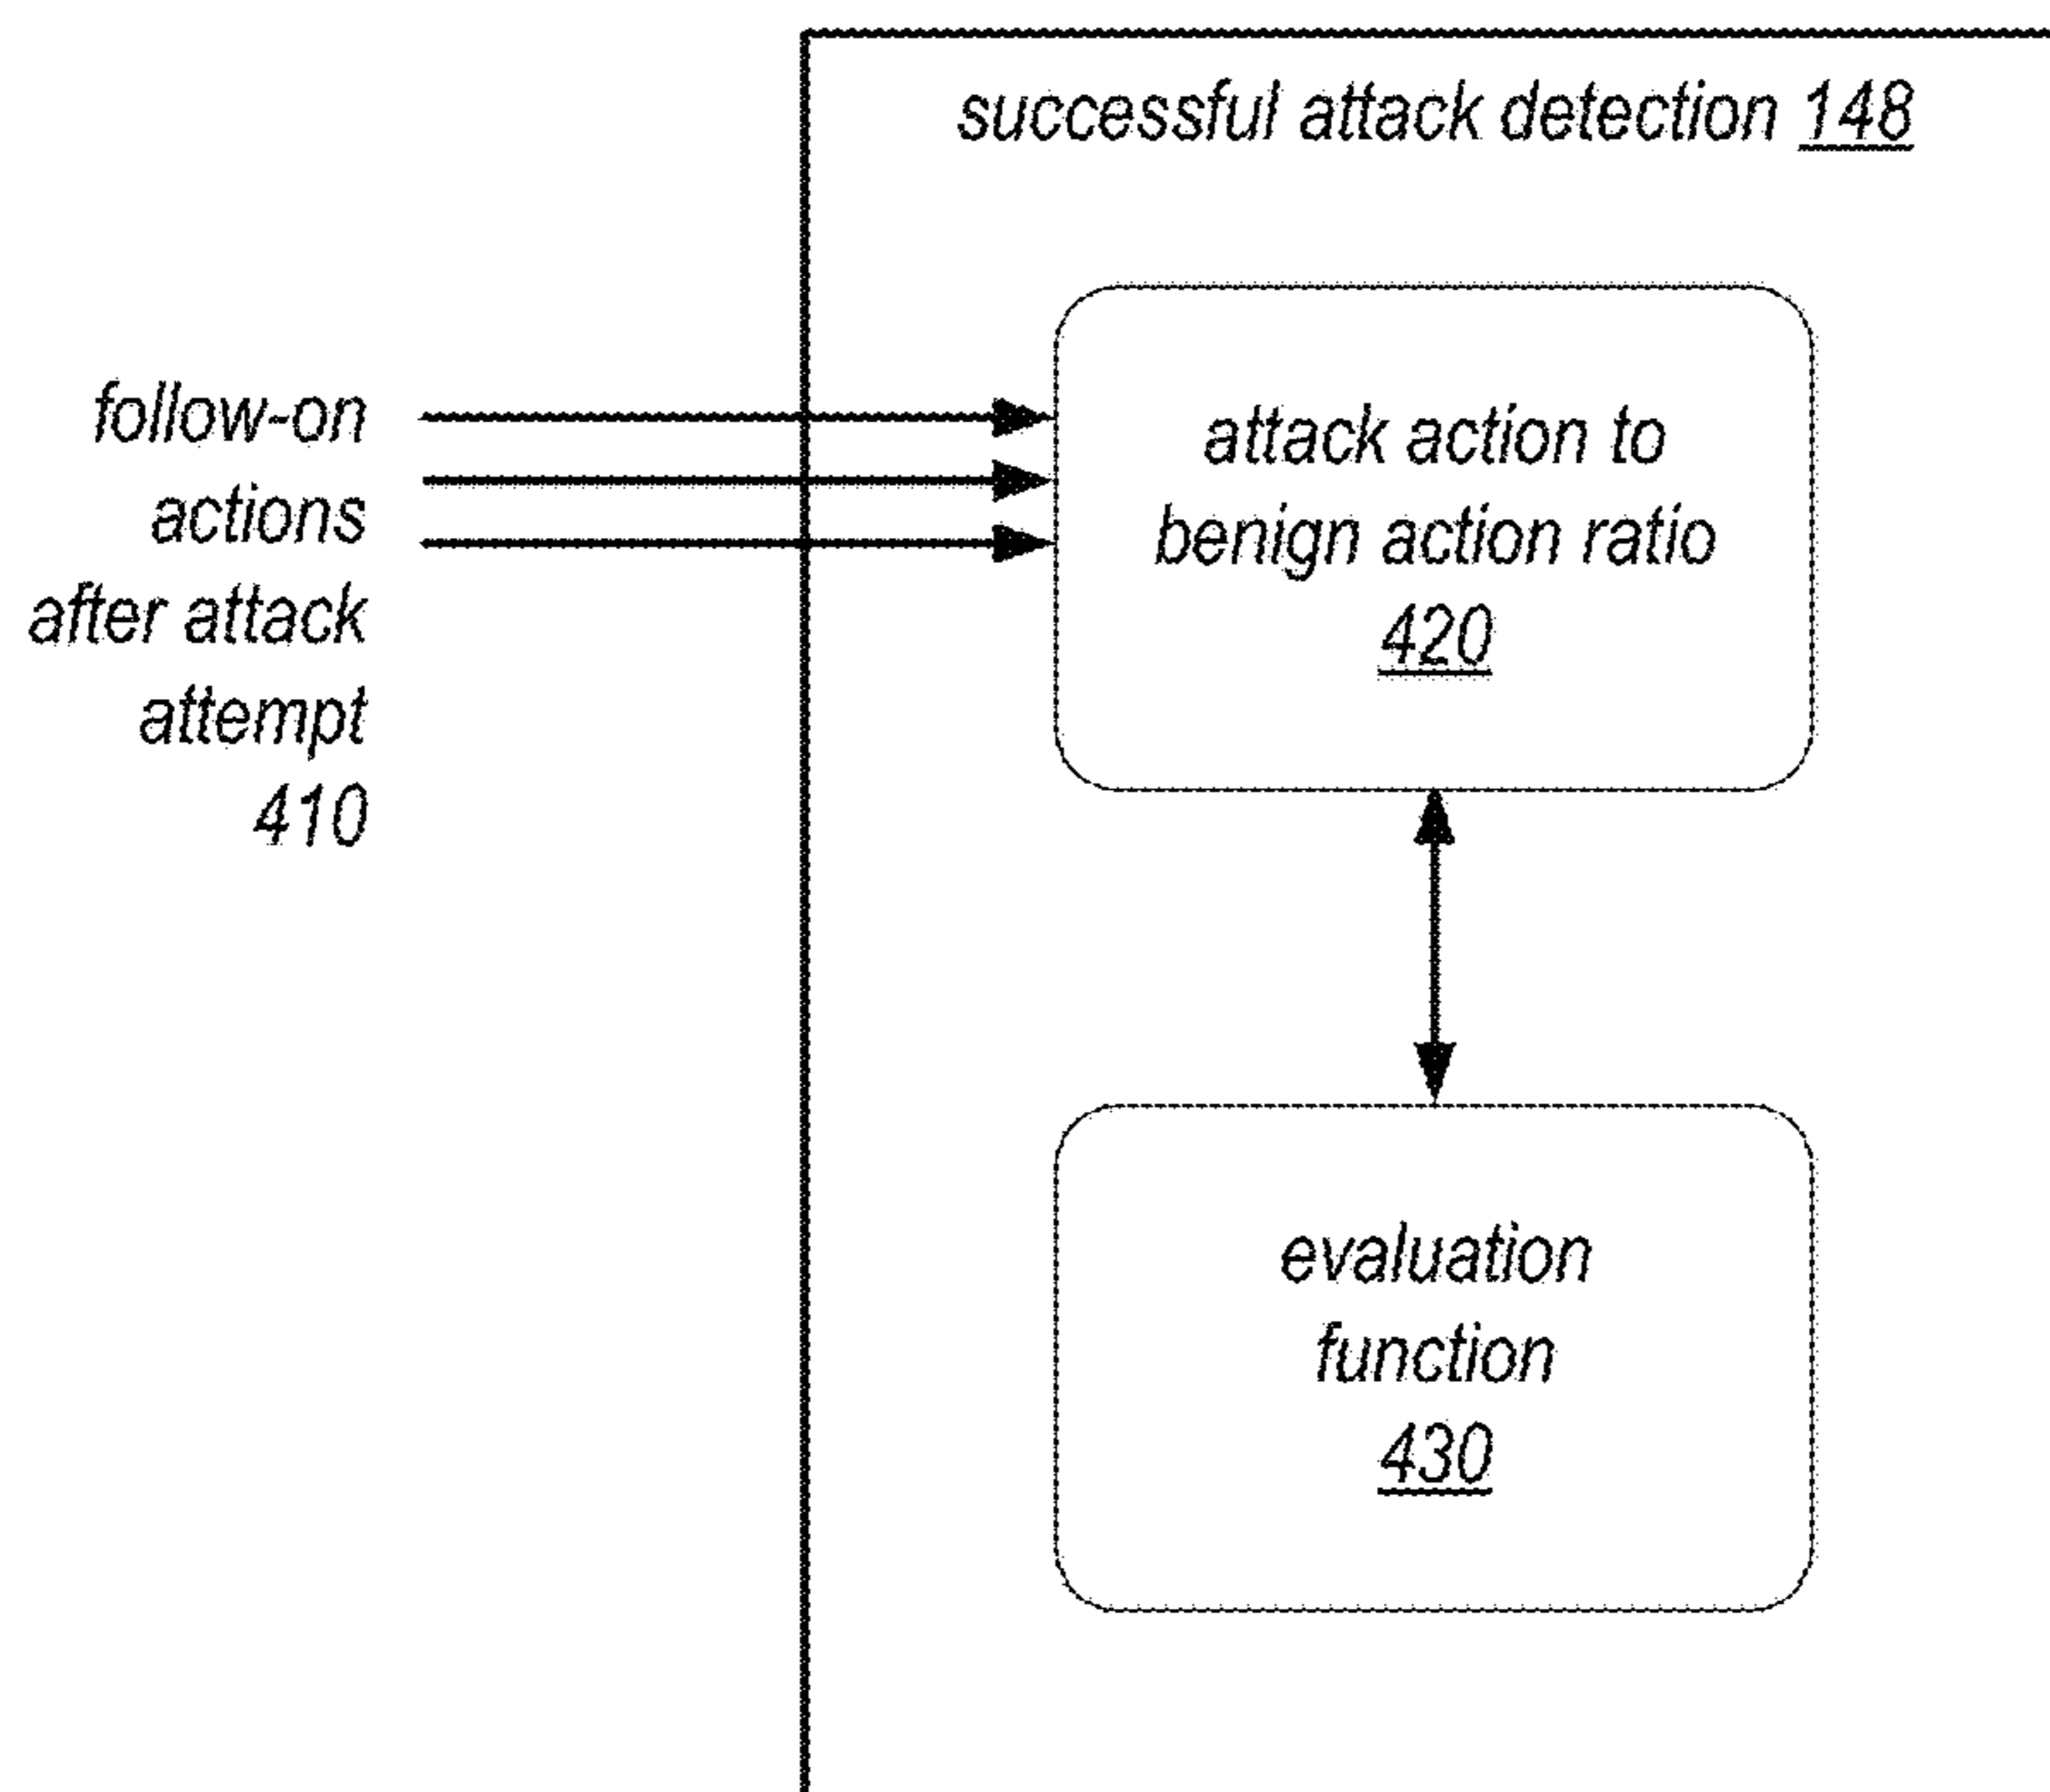 successful attack detection 148
follow-on
actions
after attack
attempt
410
attack action to
benign action ratio
420
evaluation
function
430